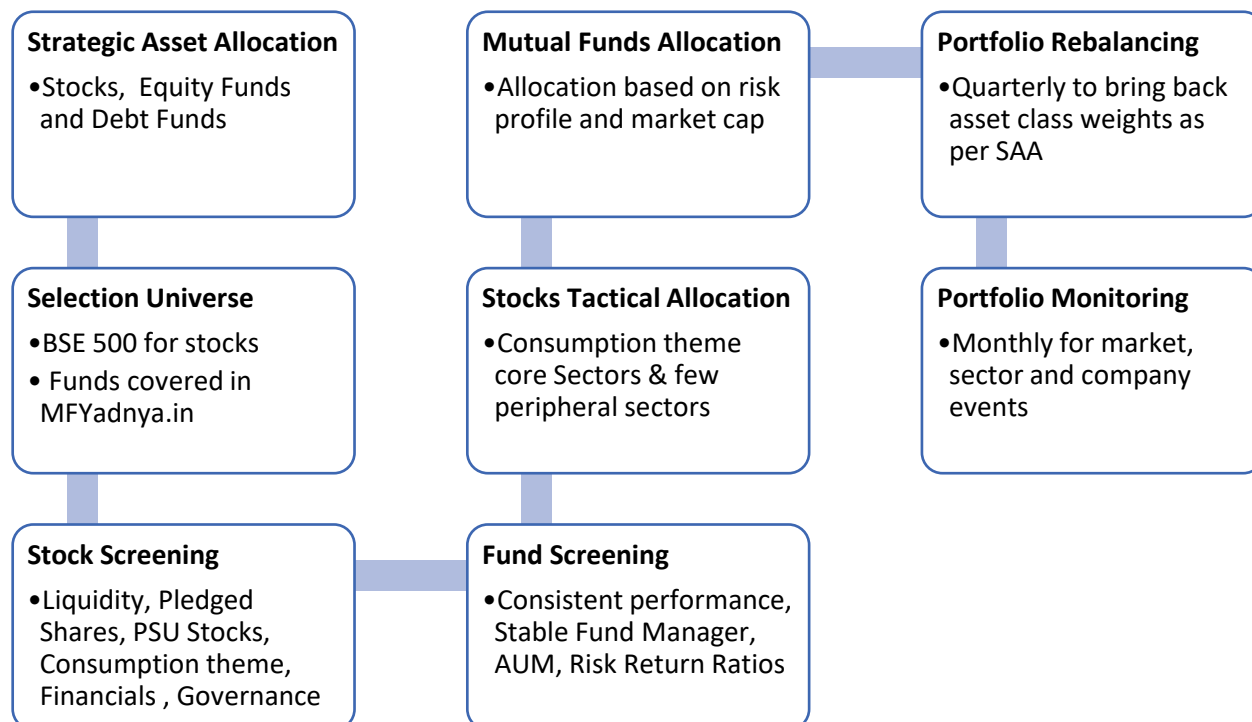 Strategic Asset Allocation
•Stocks,  Equity Funds
and Debt Funds
Selection Universe
•BSE 500 for stocks
• Funds covered in
MFYadnya.in
Stock Screening
•Liquidity, Pledged
Shares, PSU Stocks,
Consumption theme,
Financials , Governance
Fund Screening
•Consistent performance,
Stable Fund Manager,
AUM, Risk Return Ratios
Stocks Tactical Allocation
•Consumption theme
core Sectors & few
peripheral sectors
Mutual Funds Allocation
•Allocation based on risk
profile and market cap
Portfolio Rebalancing
•Quarterly to bring back
asset class weights as
per SAA
Portfolio Monitoring
•Monthly for market,
sector and company
events